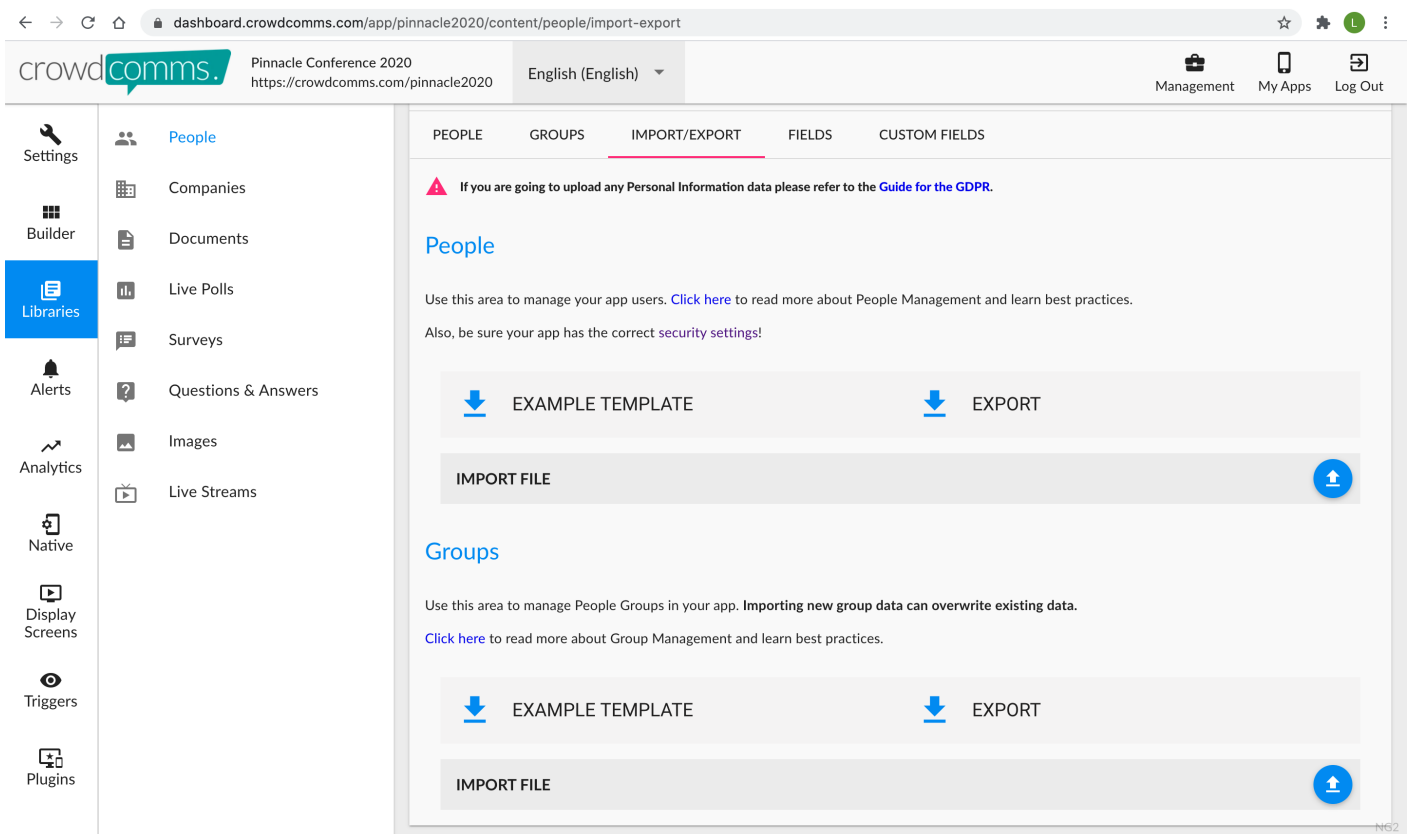 dashboard.crowdcomms.com/app/pinnacle2020/content/people/import-export
L
crowdcomms.
Pinnacle Conference 2020
https://crowdcomms.com/pinnacle2020
English (English)
Management
My Apps
Log Out
Settings
Builder
Libraries
Alerts
Analytics
Native
Display
Screens
Triggers
Plugins
People
Companies
Documents
Live Polls
Surveys
Questions & Answers
Images
Live Streams
PEOPLE GROUPS IMPORT/EXPORT FIELDS CUSTOM FIELDS
If you are going to upload any Personal Information data please refer to the Guide for the GDPR.
People
Use this area to manage your app users. Click here to read more about People Management and learn best practices.
Also, be sure your app has the correct security settings!
EXAMPLE TEMPLATE
EXPORT
IMPORT FILE
Groups
Use this area to manage People Groups in your app. Importing new group data can overwrite existing data.
Click here to read more about Group Management and learn best practices.
EXAMPLE TEMPLATE
EXPORT
IMPORT FILE
NG2